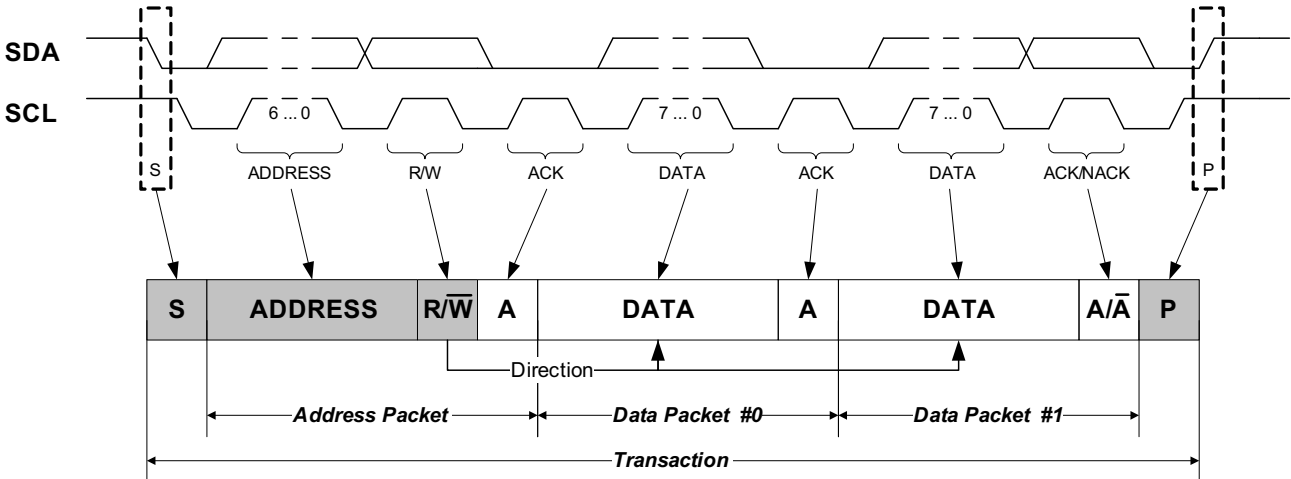 SDA
SCL
6 ... 0 7 ... 0 7 ... 0
S ADDRESS R/W ACK DATA ACK DATA ACK/NACK P
S ADDRESS R/W̅ A DATA A DATA A/A̅ P
Direction
Address Packet Data Packet #0 Data Packet #1
Transaction